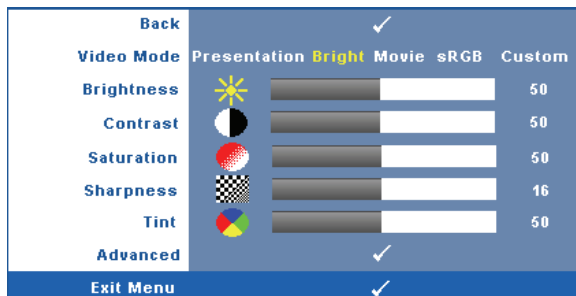 Back
Video Mode Presentation Bright Movie sRGB Custom
Brightness 50
Contrast 50
Saturation 50
Sharpness 16
Tint 50
Advanced
Exit Menu